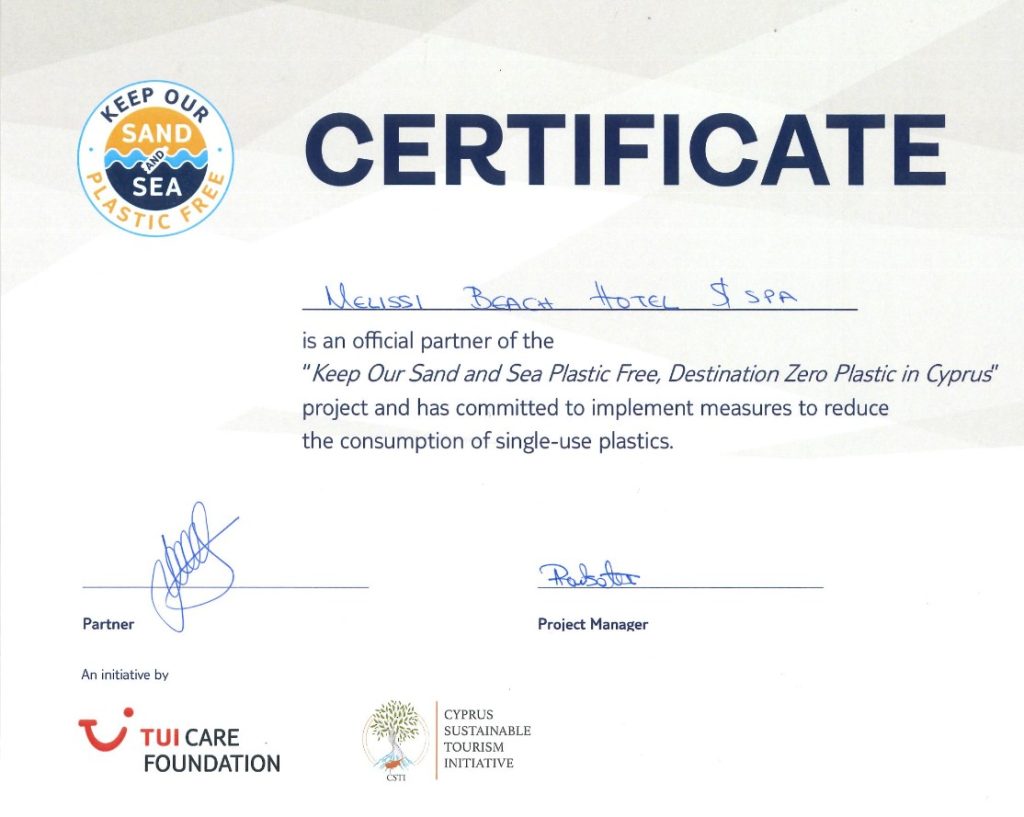 KEEP OUR
SAND
AND
SEA
PLASTIC FREE
CERTIFICATE
MELISSI BEACH HOTEL & SPA
is an official partner of the
"Keep Our Sand and Sea Plastic Free, Destination Zero Plastic in Cyprus"
project and has committed to implement measures to reduce
the consumption of single-use plastics.
Partner
Project Manager
An initiative by
TUI CARE
FOUNDATION
CSTI
CYPRUS
SUSTAINABLE
TOURISM
INITIATIVE